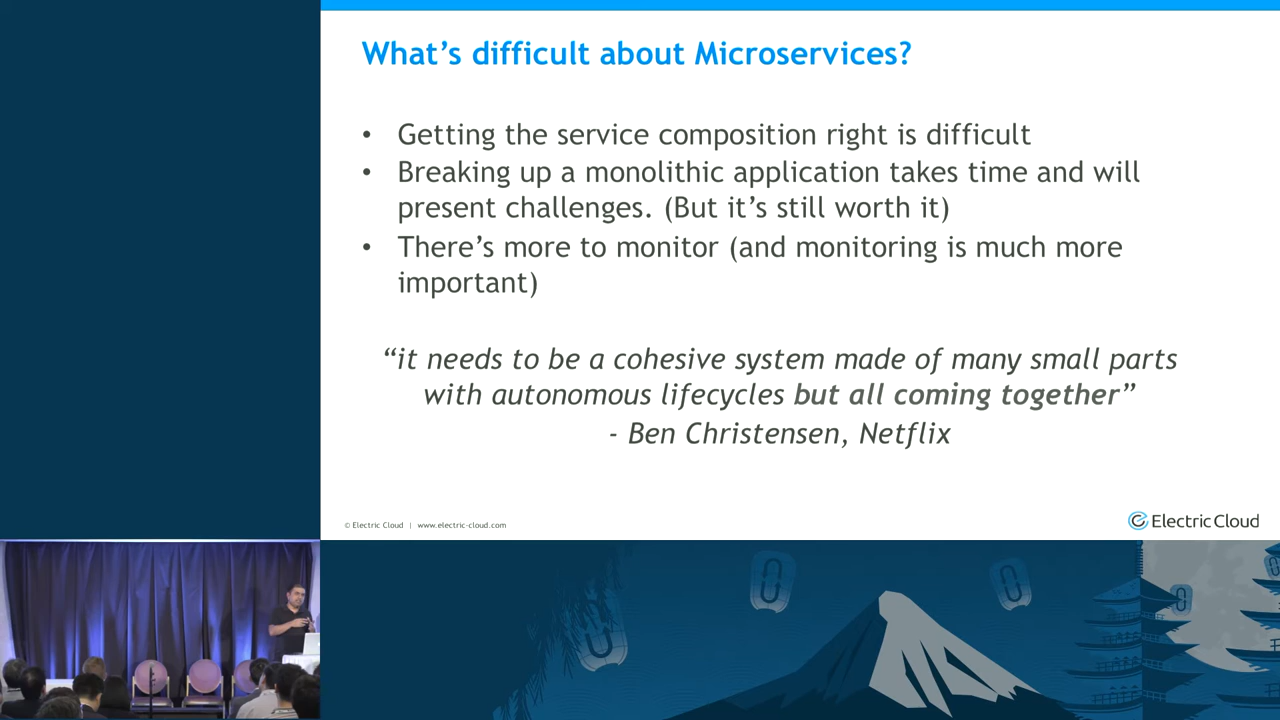 What's difficult about Microservices?
• Getting the service composition right is difficult
• Breaking up a monolithic application takes time and will
present challenges. (But it's still worth it)
• There's more to monitor (and monitoring is much more
important)
“it needs to be a cohesive system made of many small parts
with autonomous lifecycles but all coming together”
- Ben Christensen, Netflix
© Electric Cloud | www.electric-cloud.com
Electric Cloud